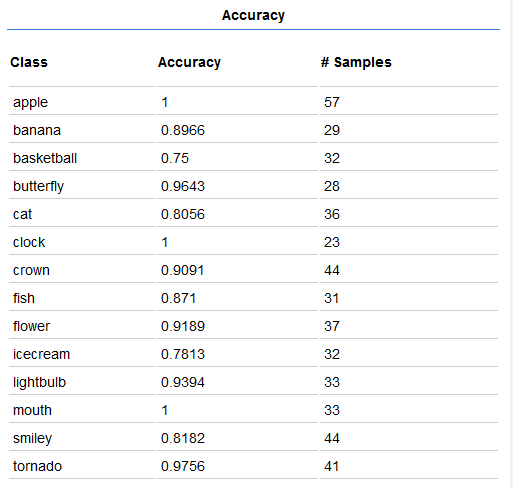 Accuracy
Class Accuracy # Samples
apple 1 57
banana 0.8966 29
basketball 0.75 32
butterfly 0.9643 28
cat 0.8056 36
clock 1 23
crown 0.9091 44
fish 0.871 31
flower 0.9189 37
icecream 0.7813 32
lightbulb 0.9394 33
mouth 1 33
smiley 0.8182 44
tornado 0.9756 41